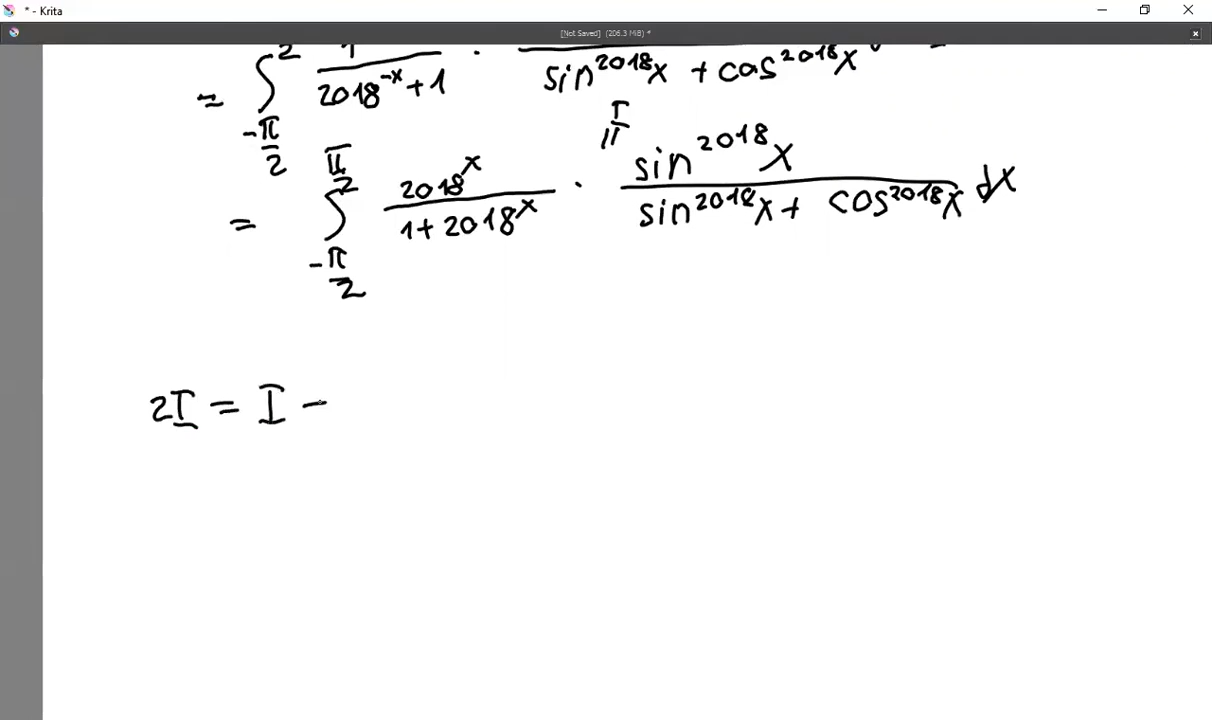 * - Krita
[Not Saved] (206.3 MiB) *
= ∫_{-π/2}^{2} 1/(2018^{-x}+1) · /(sin^{2018}x + cos^{2018}x)
= ∫_{-π/2}^{π/2} 2018^x/(1+2018^x) · sin^{2018}x/(sin^{2018}x + cos^{2018}x) dx
2I = I -